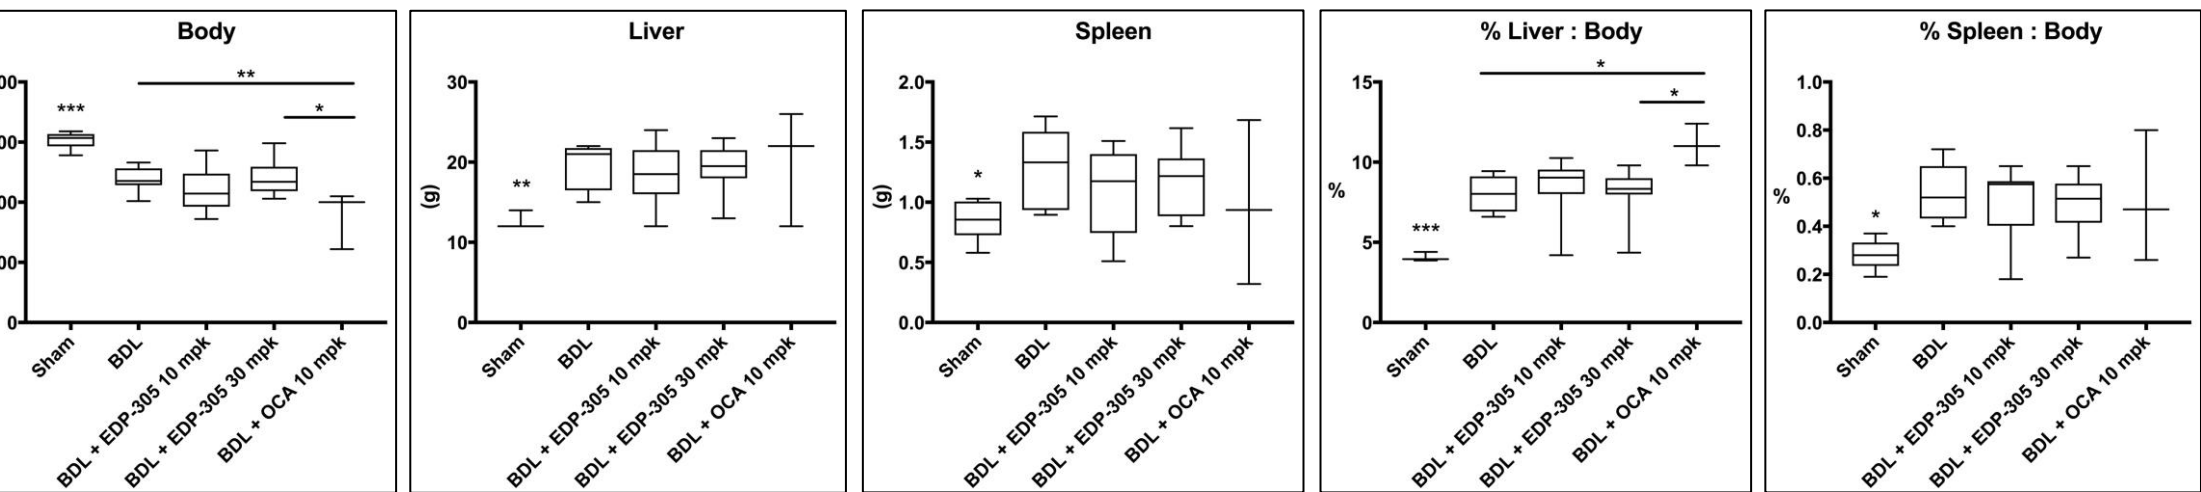 Body
**
00
***
*
00
00
00
0
Sham
BDL
BDL + EDP-305 10 mpk
BDL + EDP-305 30 mpk
BDL + OCA 10 mpk
Liver
30
20
**
(g)
10
0
Sham
BDL
BDL + EDP-305 10 mpk
BDL + EDP-305 30 mpk
BDL + OCA 10 mpk
Spleen
2.0
1.5
*
(g)
1.0
0.5
0.0
Sham
BDL
BDL + EDP-305 10 mpk
BDL + EDP-305 30 mpk
BDL + OCA 10 mpk
% Liver : Body
*
15
*
10
%
***
5
0
Sham
BDL
BDL + EDP-305 10 mpk
BDL + EDP-305 30 mpk
BDL + OCA 10 mpk
% Spleen : Body
1.0
0.8
0.6
%
*
0.4
0.2
0.0
Sham
BDL
BDL + EDP-305 10 mpk
BDL + EDP-305 30 mpk
BDL + OCA 10 mpk